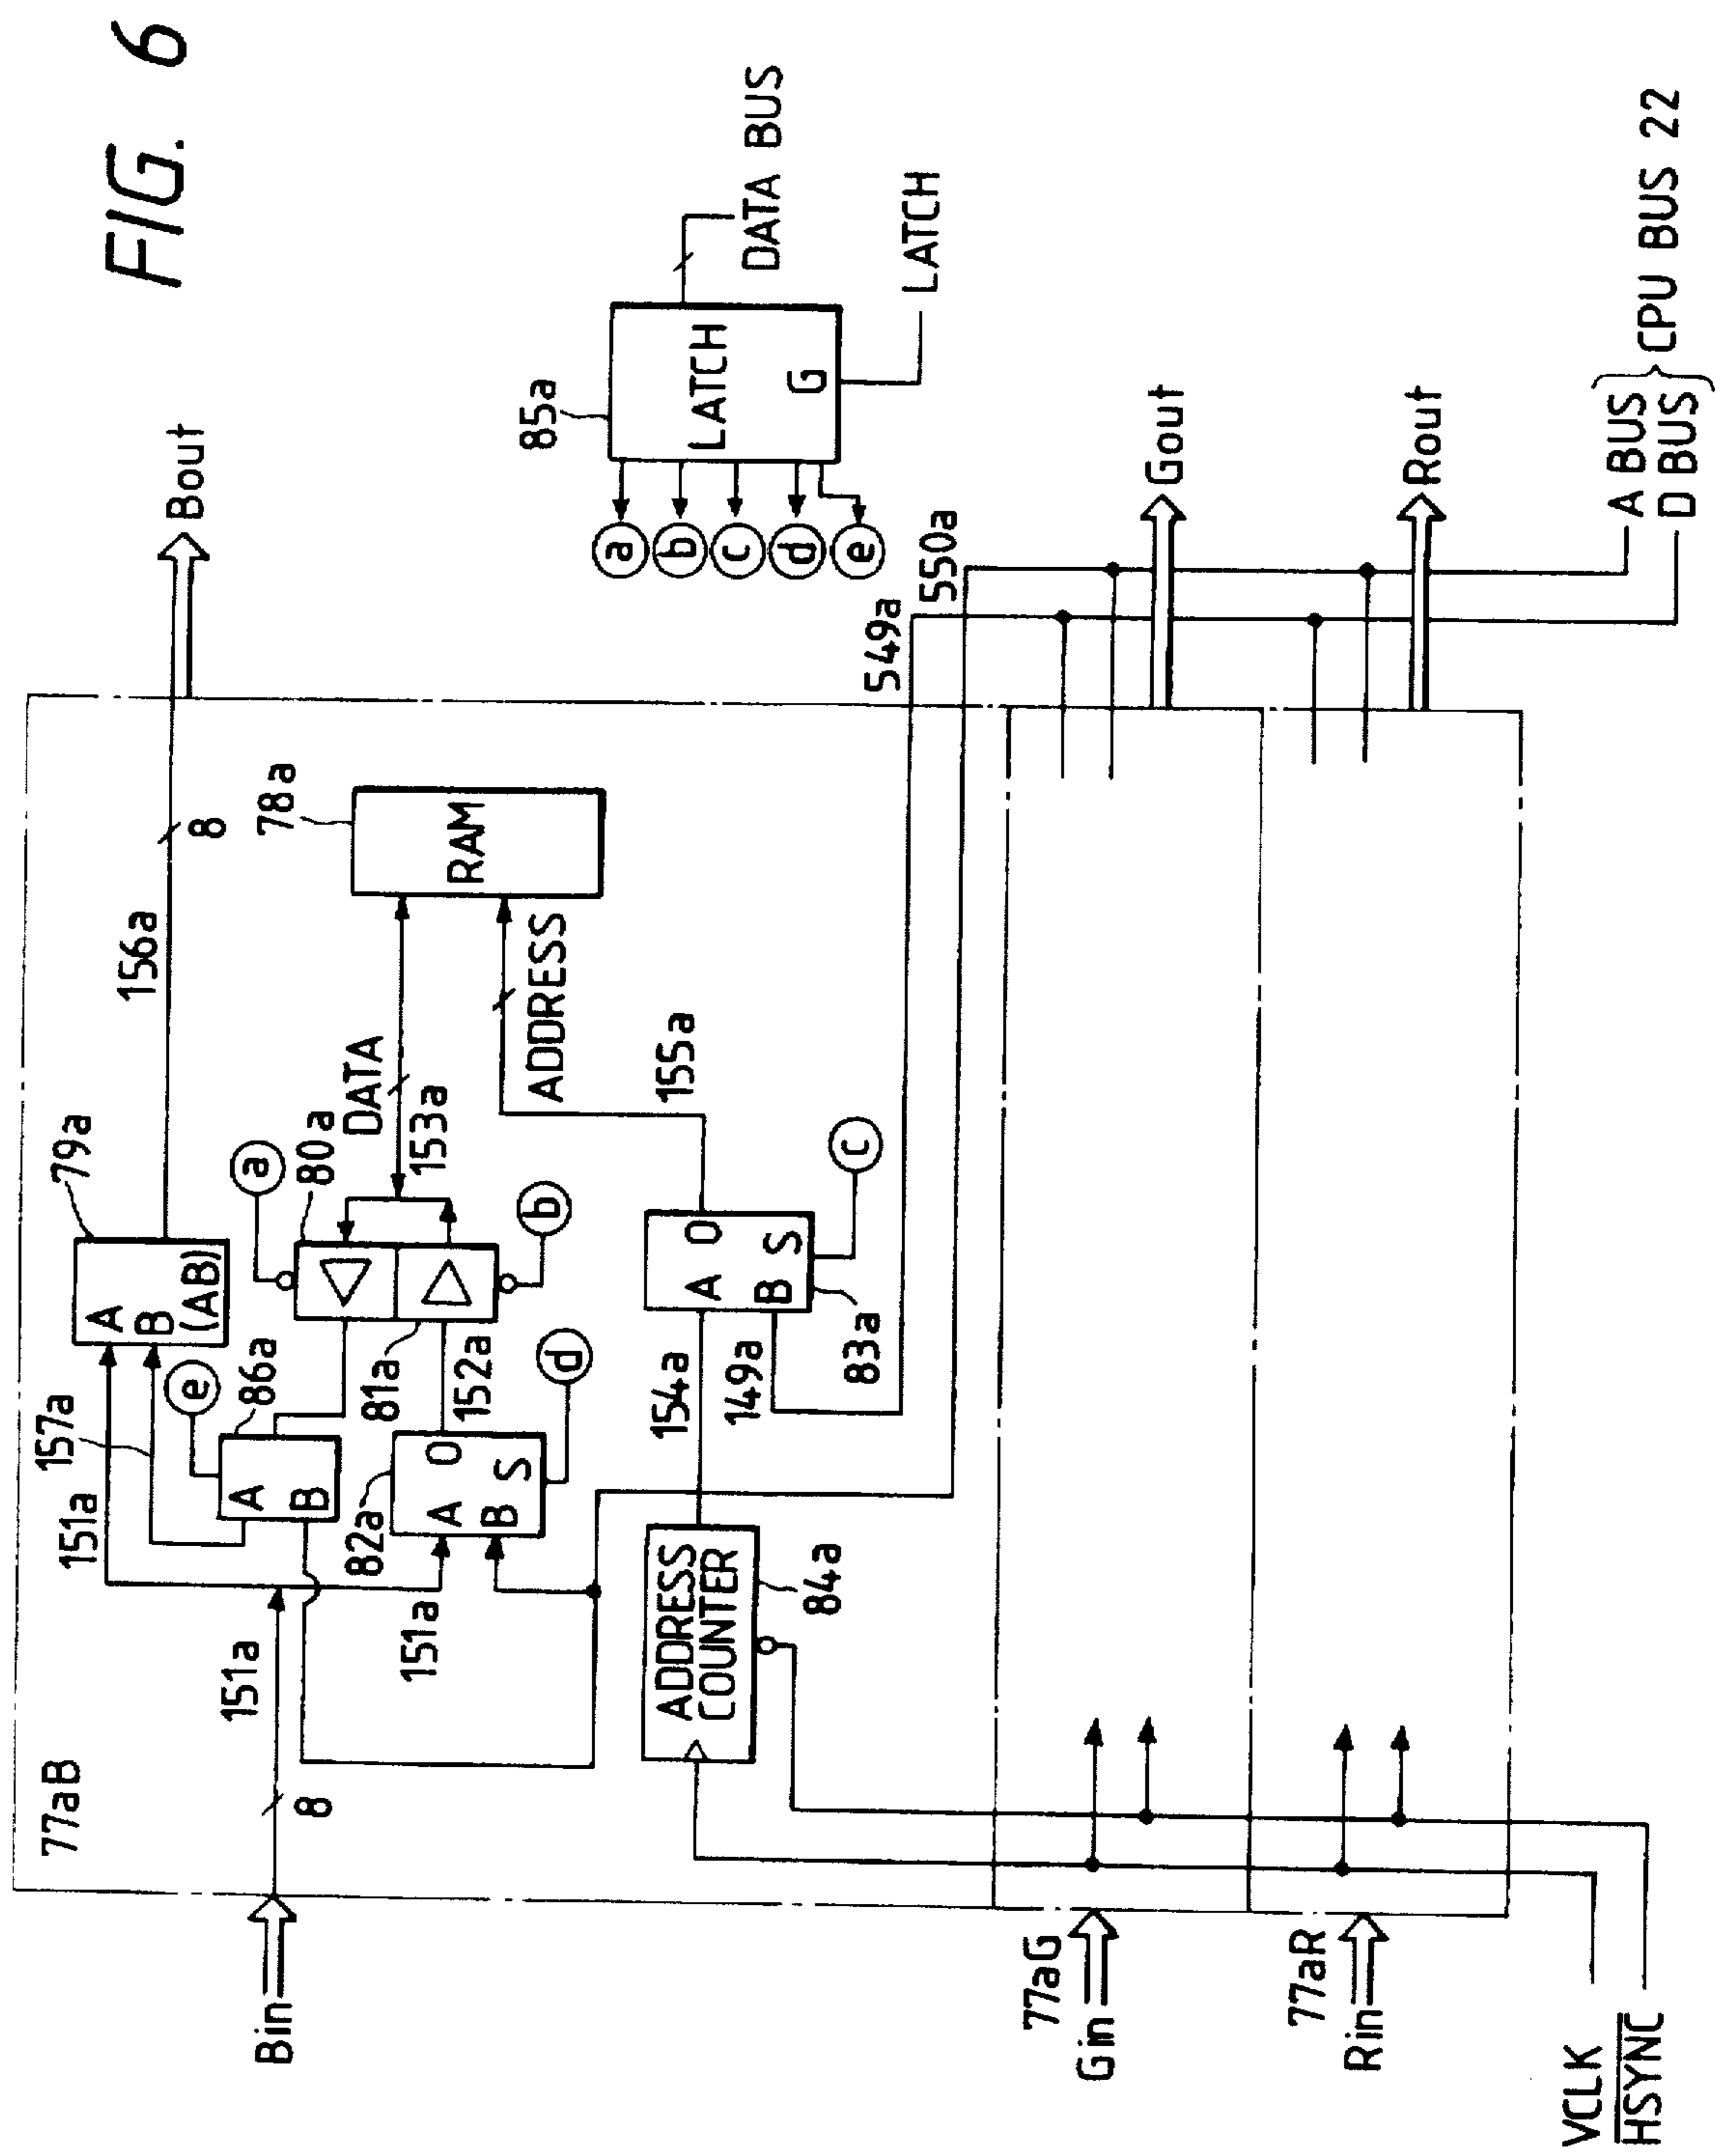 FIG. 6
77aB
Bin
8
151a
151a
151a
157a
79a
A
B
(AB)
156a
8
Bout
e
86a
A
B
a
80a
DATA
153a
78a
RAM
ADDRESS
82a
A
B
O
S
d
81a
152a
b
155a
ADDRESS
COUNTER
84a
154a
149a
A
B
O
S
83a
c
85a
LATCH
G
DATA BUS
LATCH
a
b
c
d
e
549a
550a
77aG
Gin
Gout
77aR
Rin
Rout
VCLK
HSYNC
A BUS
D BUS
CPU BUS 22